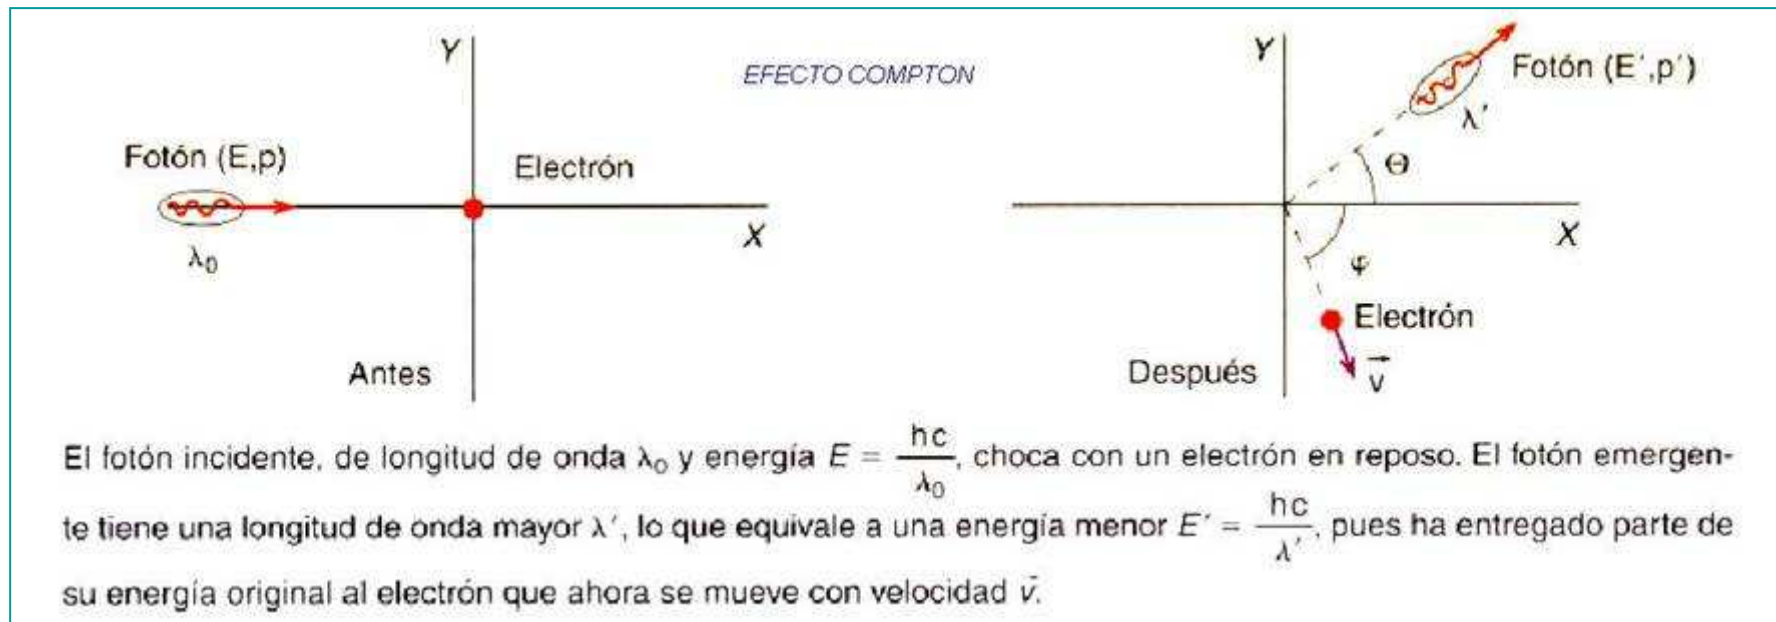 EFECTO COMPTON
Y
Fotón (E,p)
λ₀
Electrón
X
Antes
Y
Fotón (E´,p´)
λ´
Θ
X
φ
Electrón
v⃗
Después
El fotón incidente, de longitud de onda λ₀ y energía E = hc/λ₀, choca con un electrón en reposo. El fotón emergen-
te tiene una longitud de onda mayor λ´, lo que equivale a una energía menor E´ = hc/λ´, pues ha entregado parte de
su energía original al electrón que ahora se mueve con velocidad v⃗.